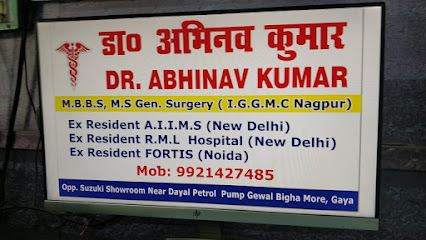 डा० अभिनव कुमार
DR. ABHINAV KUMAR
M.B.B.S, M.S Gen. Surgery ( I.G.G.M.C Nagpur)
Ex Resident A.I.I.M.S (New Delhi)
Ex Resident R.M.L Hospital (New Delhi)
Ex Resident FORTIS (Noida)
Mob: 9921427485
Opp. Suzuki Showroom Near Dayal Petrol Pump Gewal Bigha More, Gaya
hp